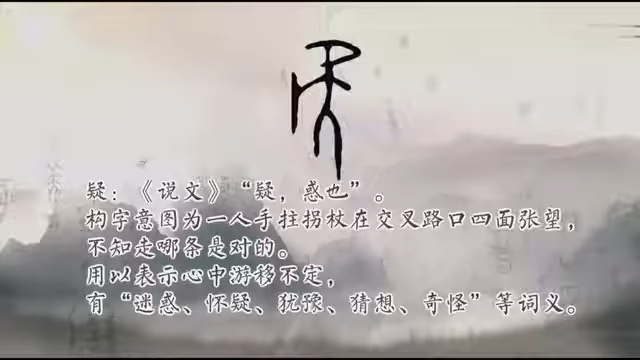 疑：《说文》“疑，惑也”。
构字意图为一人手拄拐杖在交叉路口四面张望，
不知走哪条是对的。
用以表示心中游移不定，
有“迷惑、怀疑、犹豫、猜想、奇怪”等词义。